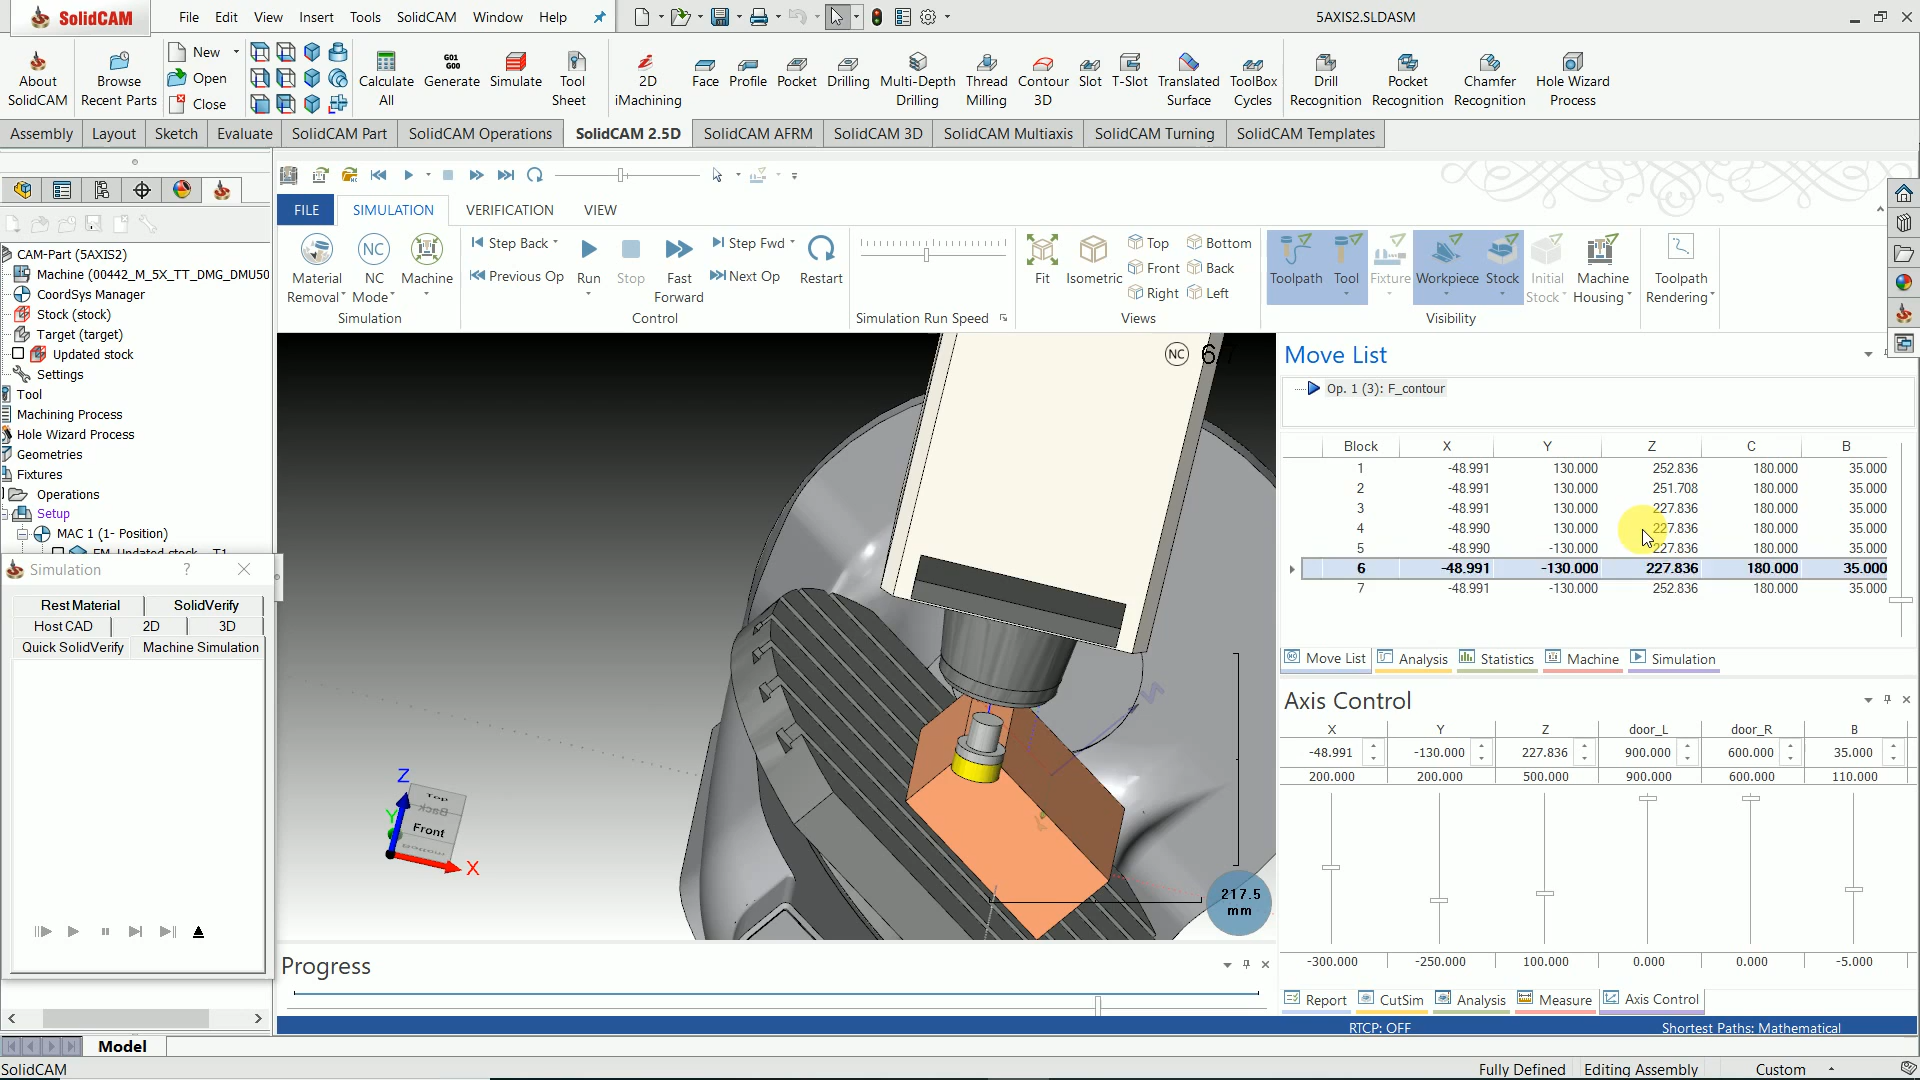 SolidCAM File Edit View Insert Tools SolidCAM Window Help 5AXIS2.SLDASM
About SolidCAM
Browse Recent Parts
New
Open
Close
Calculate All
G01 G00 Generate
Simulate
Tool Sheet
2D iMachining
Face
Profile
Pocket
Drilling
Multi-Depth Drilling
Thread Milling
Contour 3D
Slot
T-Slot
Translated Surface
ToolBox Cycles
Drill Recognition
Pocket Recognition
Chamfer Recognition
Hole Wizard Process
Assembly Layout Sketch Evaluate SolidCAM Part SolidCAM Operations SolidCAM 2.5D SolidCAM AFRM SolidCAM 3D SolidCAM Multiaxis SolidCAM Turning SolidCAM Templates
CAM-Part (5AXIS2)
Machine (00442_M_5X_TT_DMG_DMU50
CoordSys Manager
Stock (stock)
Target (target)
Updated stock
Settings
Tool
Machining Process
Hole Wizard Process
Geometries
Fixtures
Operations
Setup
MAC 1 (1- Position)
Simulation ?
Rest Material SolidVerify
Host CAD 2D 3D
Quick SolidVerify Machine Simulation
FILE SIMULATION VERIFICATION VIEW
Material Removal
NC
NC Mode
Machine
Simulation
Step Back
Previous Op
Run
Stop
Fast Forward
Step Fwd
Next Op
Restart
Control
Simulation Run Speed
Fit
Isometric
Top Bottom
Front Back
Right Left
Views
Toolpath
Tool
Fixture
Workpiece
Stock
Initial Stock
Machine Housing
Visibility
Toolpath Rendering
NC 6
Z
Y
X
Top
Back
Front
217.5 mm
Progress
Move List
Op. 1 (3): F_contour
Block X Y Z C B
1 -48.991 130.000 252.836 180.000 35.000
2 -48.991 130.000 251.708 180.000 35.000
3 -48.991 130.000 227.836 180.000 35.000
4 -48.990 130.000 227.836 180.000 35.000
5 -48.990 -130.000 227.836 180.000 35.000
6 -48.991 -130.000 227.836 180.000 35.000
7 -48.991 -130.000 252.836 180.000 35.000
Move List Analysis Statistics Machine Simulation
Axis Control
X Y Z door_L door_R B
-48.991 -130.000 227.836 900.000 600.000 35.000
200.000 200.000 500.000 900.000 600.000 110.000
-300.000 -250.000 100.000 0.000 0.000 -5.000
Report CutSim Analysis Measure Axis Control
RTCP: OFF Shortest Paths: Mathematical
Model
SolidCAM Fully Defined Editing Assembly Custom